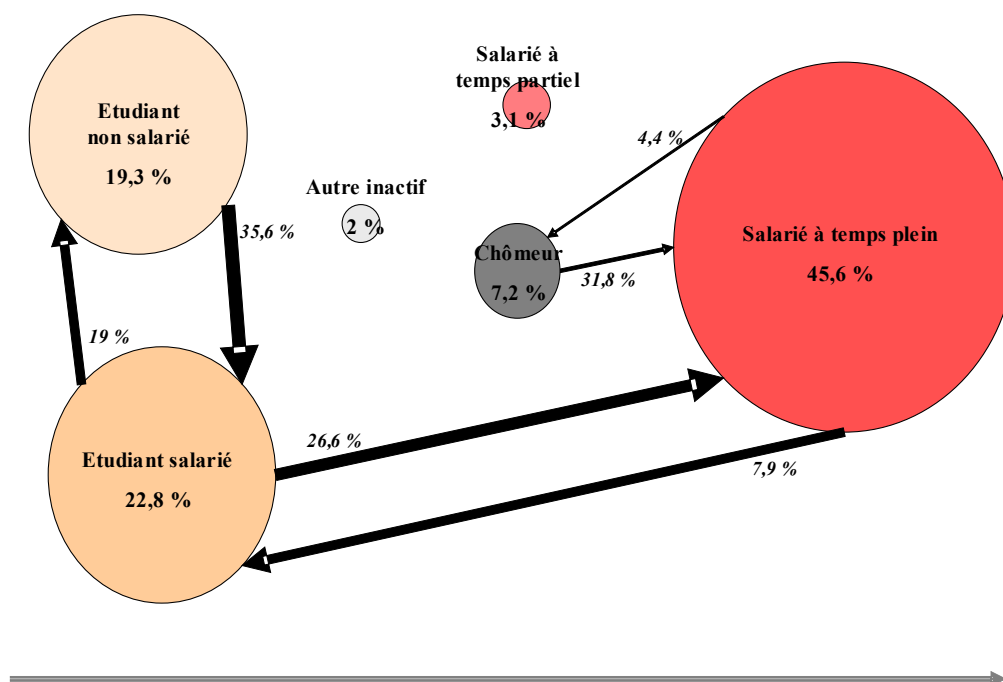 Etudiant
non salarié
19,3 %
Salarié à
temps partiel
3,1 %
Autre inactif
2 %
Chômeur
7,2 %
Salarié à temps plein
45,6 %
4,4 %
31,8 %
35,6 %
19 %
Etudiant salarié
22,8 %
26,6 %
7,9 %